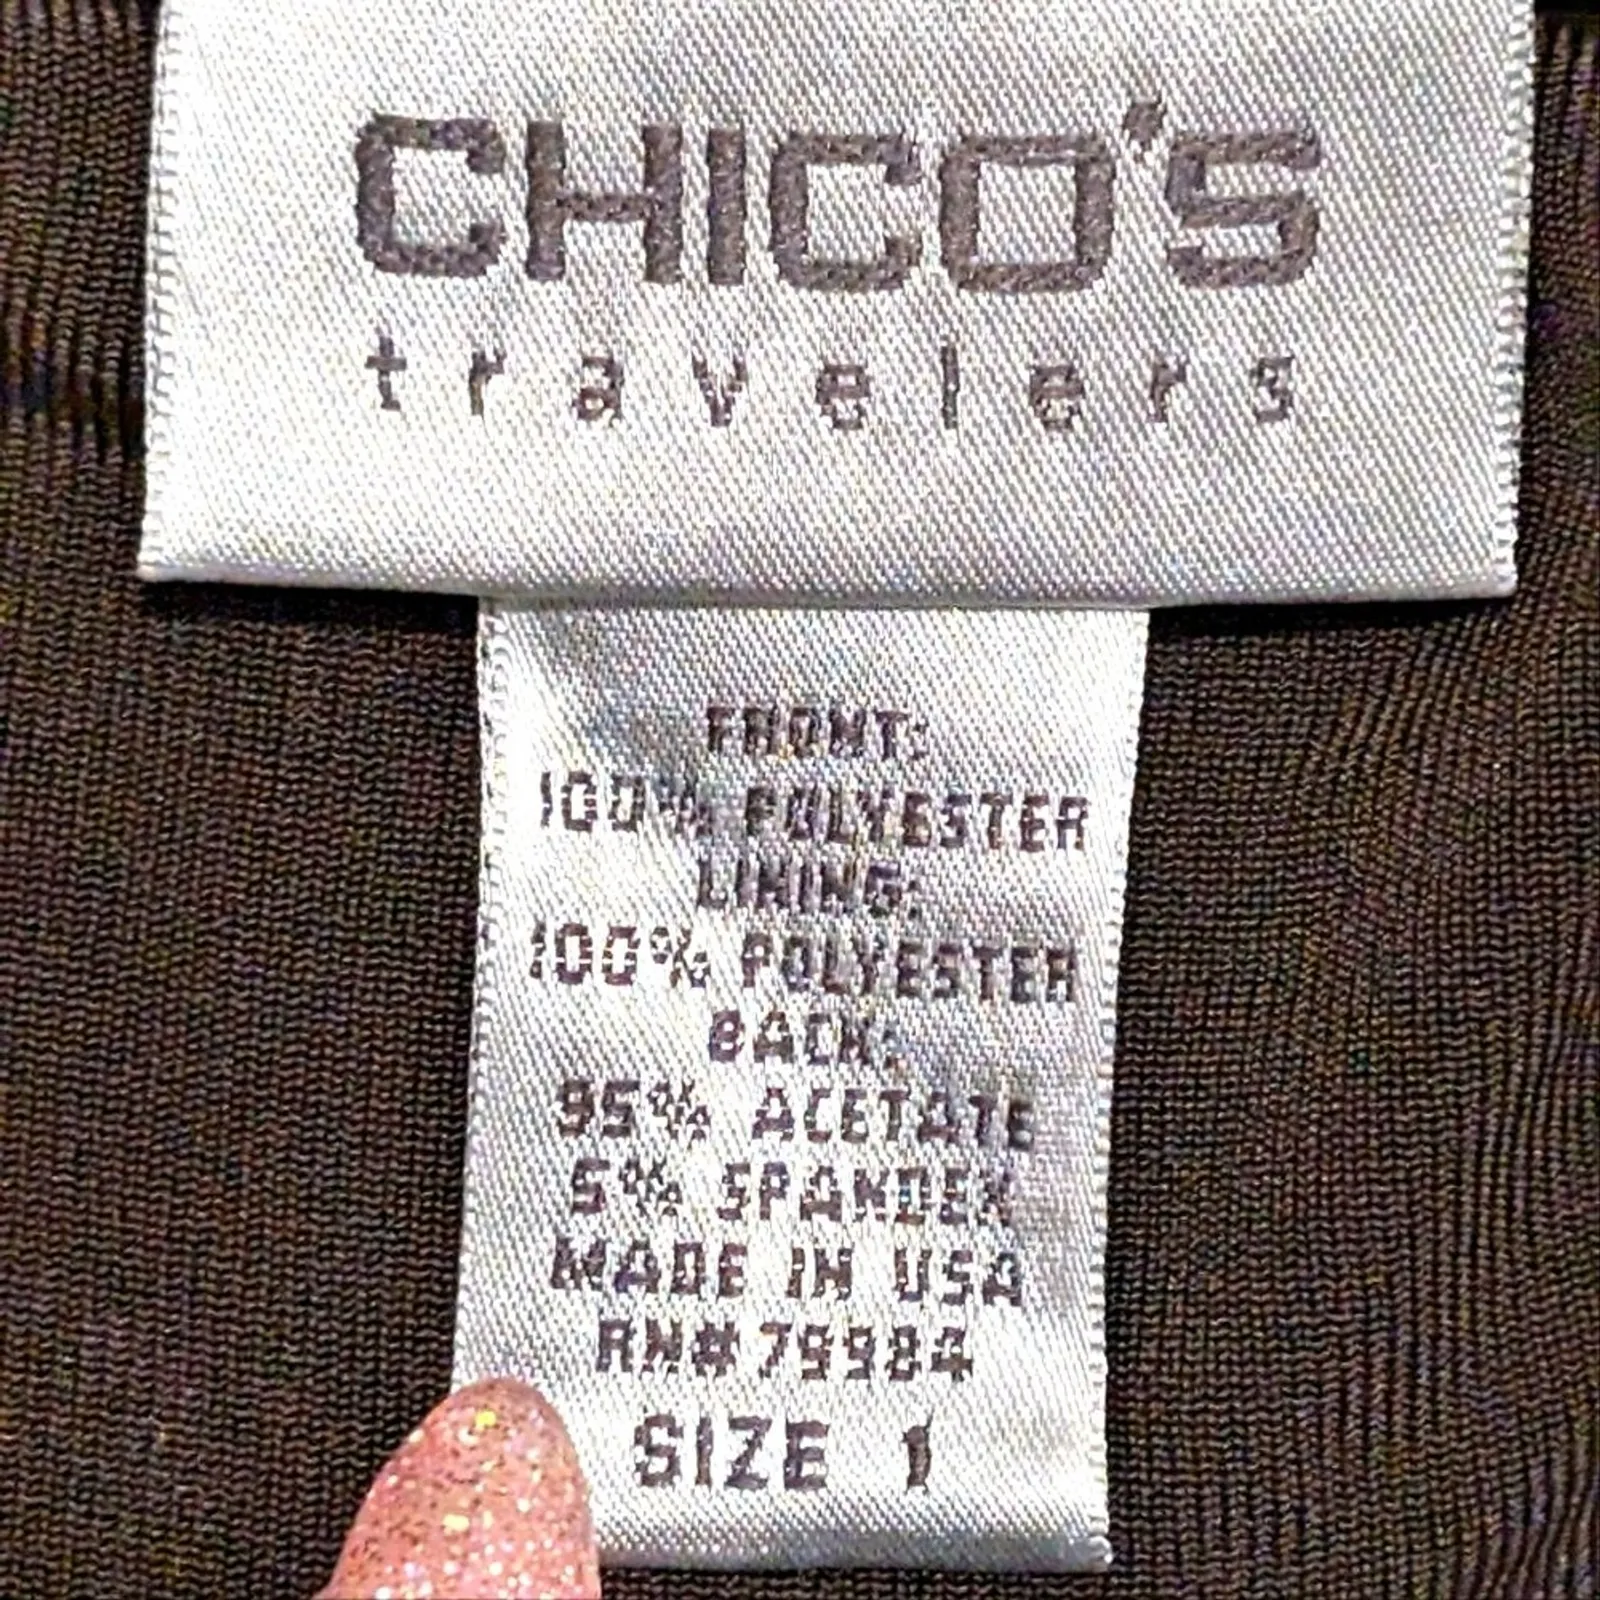 CHICO'S
travelers
FRONT:
100% POLYESTER
LINING:
100% POLYESTER
BACK:
95% ACETATE
5% SPANDEX
MADE IN USA
RN#79984
SIZE 1